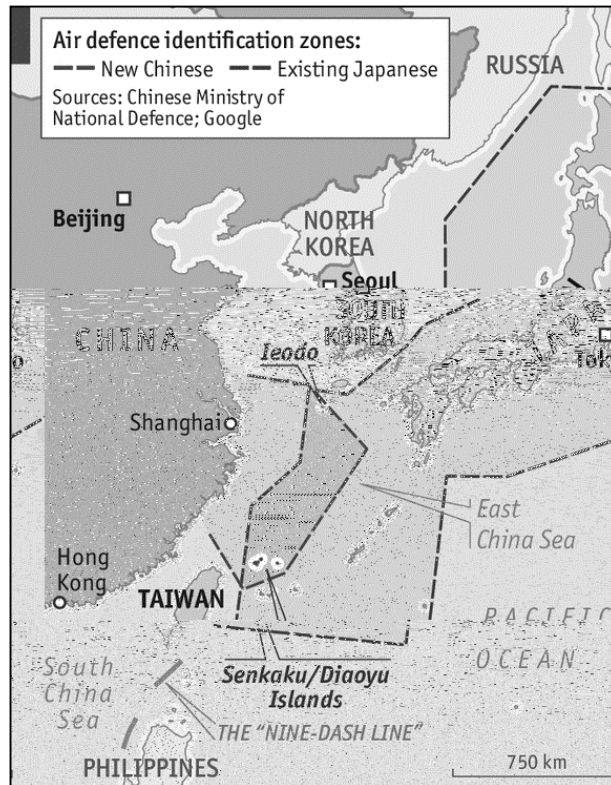 Air defence identification zones:
New Chinese Existing Japanese
Sources: Chinese Ministry of
National Defence; Google
RUSSIA
Beijing
NORTH
KOREA
Seoul
SOUTH
KOREA
CHINA
Ieodo
Shanghai
East
China Sea
Hong
Kong
TAIWAN
PACIFIC
OCEAN
Senkaku/Diaoyu
Islands
South
China
Sea
THE "NINE-DASH LINE"
PHILIPPINES
750 km